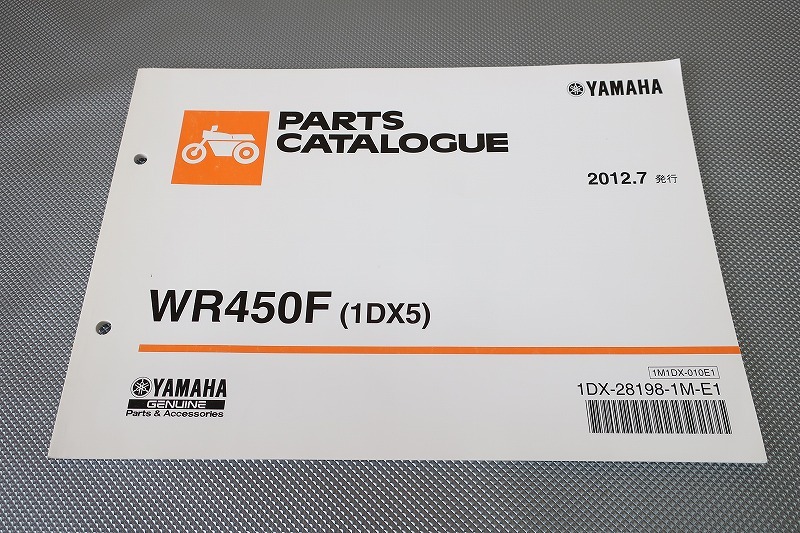 YAMAHA
PARTS
CATALOGUE
2012.7 発行
WR450F (1DX5)
1M1DX-010E1
1DX-28198-1M-E1
YAMAHA
GENUINE
Parts & Accessories